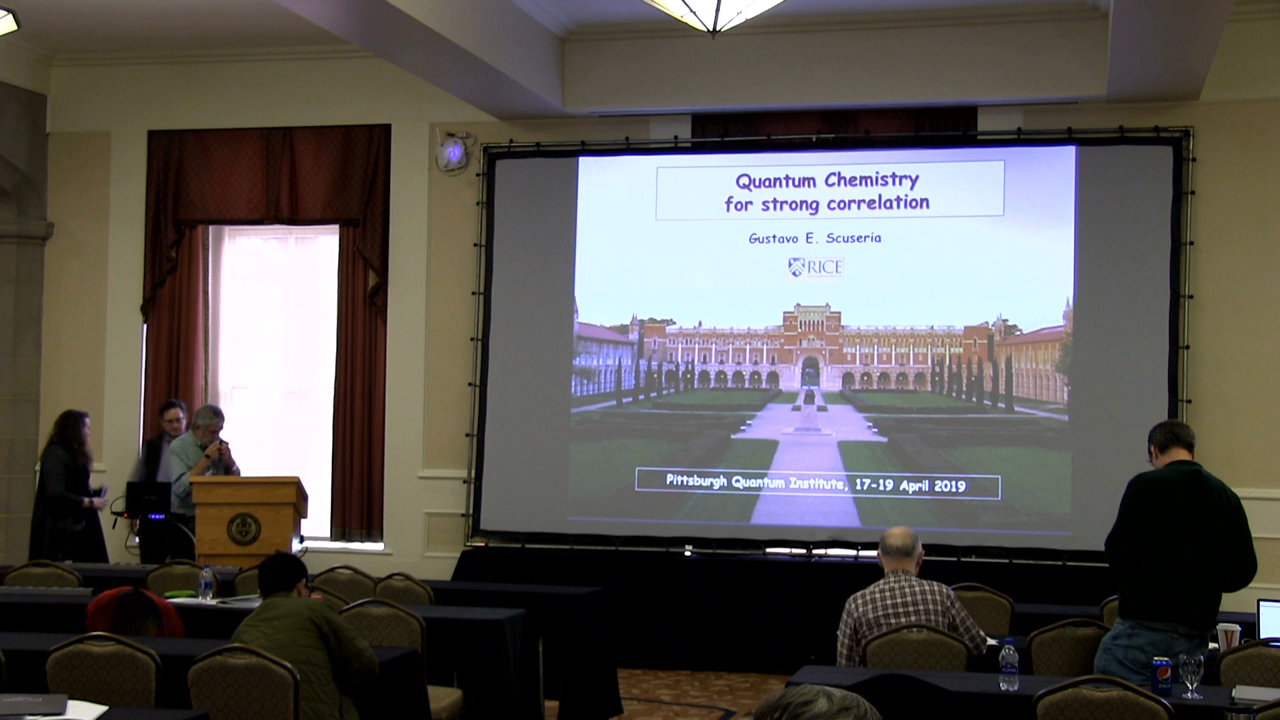 Quantum Chemistry
for strong correlation
Gustavo E. Scuseria
RICE
Pittsburgh Quantum Institute, 17-19 April 2019